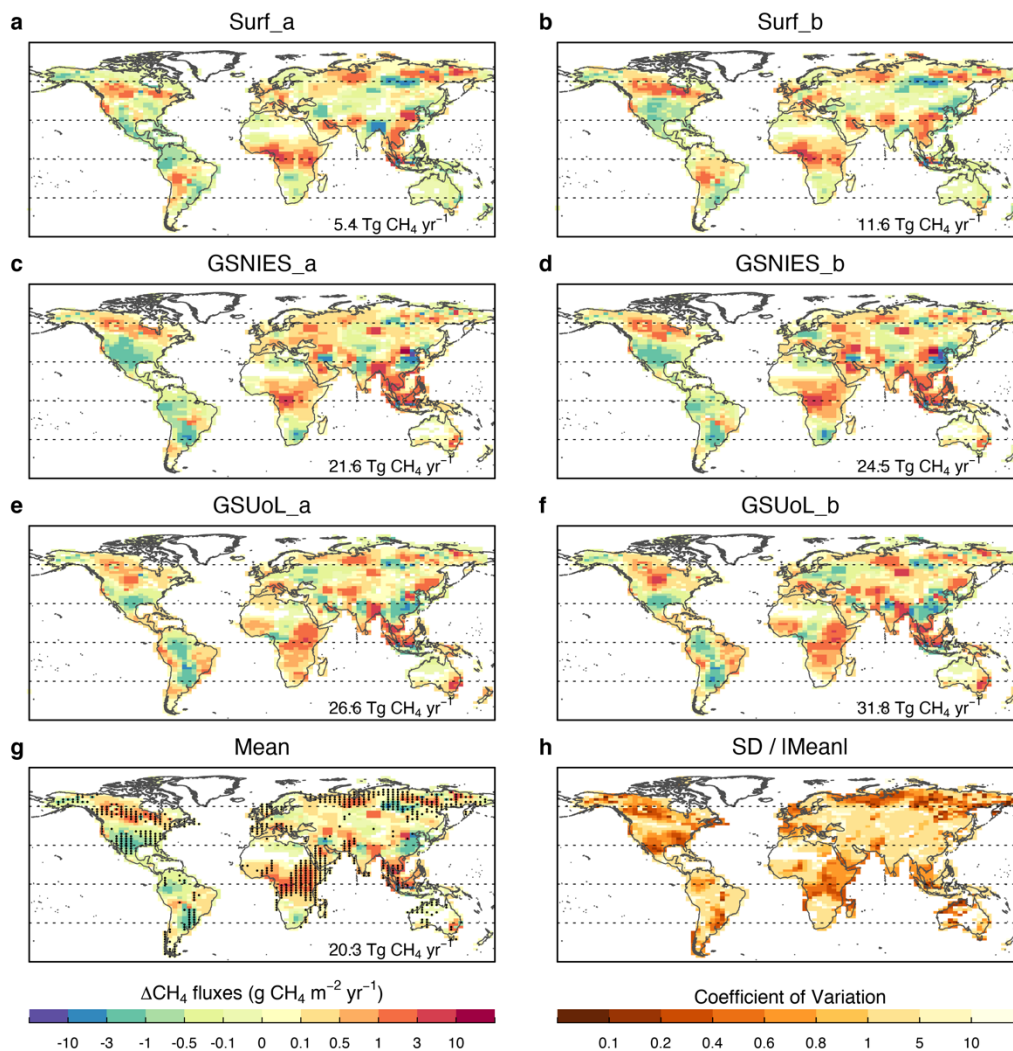 a Surf_a
b Surf_b
5.4 Tg CH₄ yr⁻¹
11.6 Tg CH₄ yr⁻¹
c GSNIES_a
d GSNIES_b
21.6 Tg CH₄ yr⁻¹
24.5 Tg CH₄ yr⁻¹
e GSUoL_a
f GSUoL_b
26.6 Tg CH₄ yr⁻¹
31.8 Tg CH₄ yr⁻¹
g Mean
h SD / |Mean|
20.3 Tg CH₄ yr⁻¹
ΔCH₄ fluxes (g CH₄ m⁻² yr⁻¹)
Coefficient of Variation
-10 -3 -1 -0.5 -0.1 0 0.1 0.5 1 3 10
0.1 0.2 0.4 0.6 0.8 1 5 10